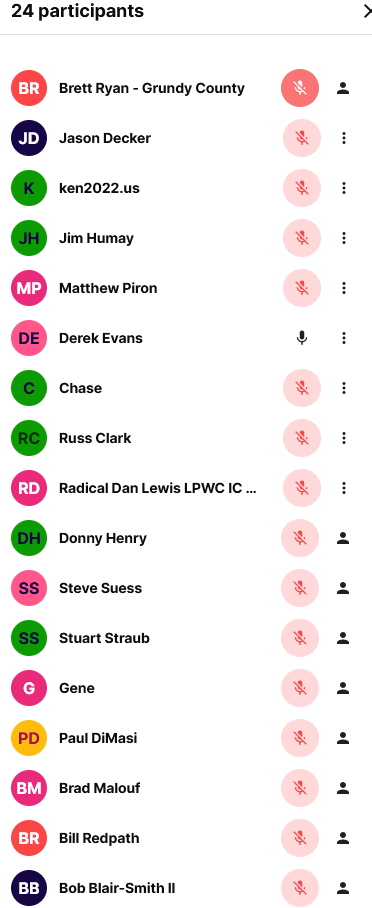 24 participants
BR Brett Ryan - Grundy County
JD Jason Decker
K ken2022.us
JH Jim Humay
MP Matthew Piron
DE Derek Evans
C Chase
RC Russ Clark
RD Radical Dan Lewis LPWC IC ...
DH Donny Henry
SS Steve Suess
SS Stuart Straub
G Gene
PD Paul DiMasi
BM Brad Malouf
BR Bill Redpath
BB Bob Blair-Smith II